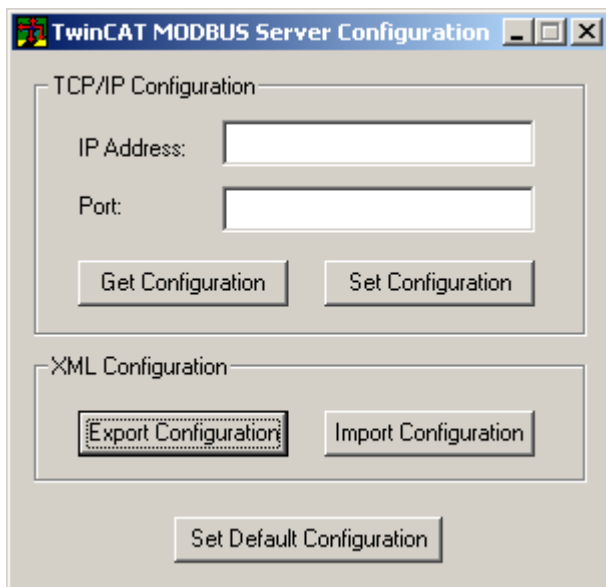 TwinCAT MODBUS Server Configuration
TCP/IP Configuration
IP Address:
Port:
Get Configuration Set Configuration
XML Configuration
Export Configuration Import Configuration
Set Default Configuration